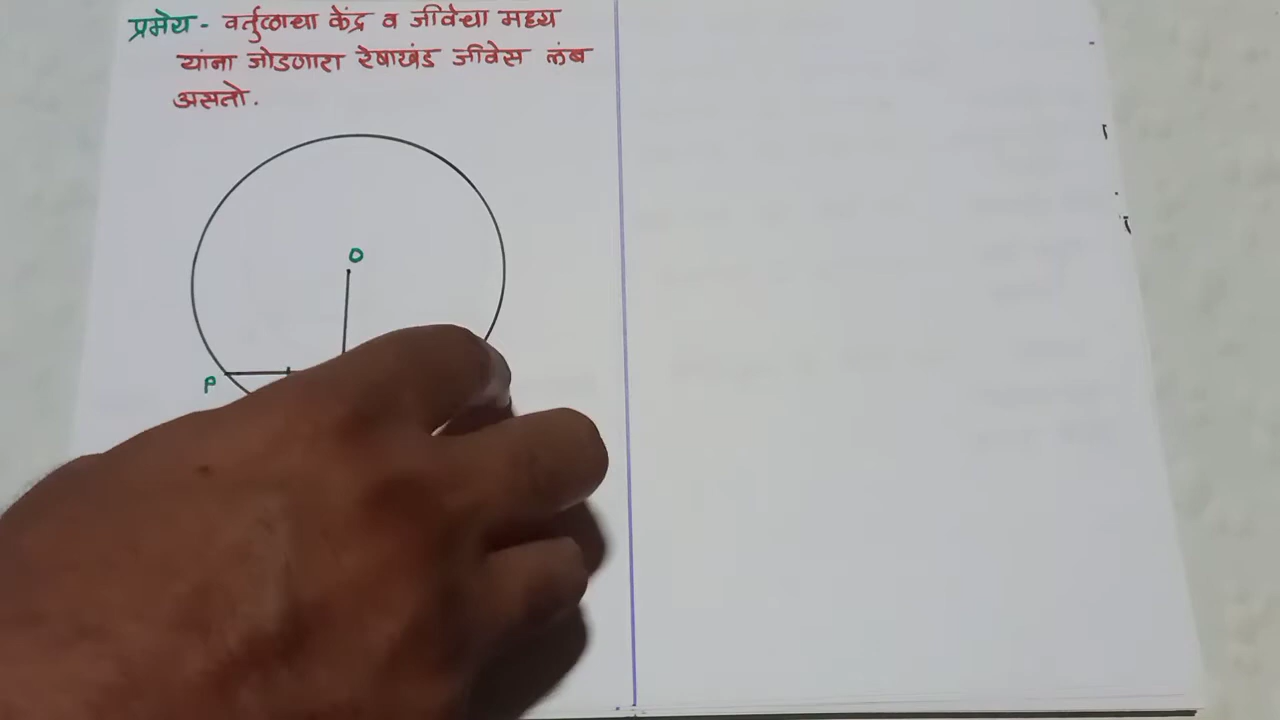 प्रमेय - वर्तुळाचा केंद्र व जीवेचा मध्य
यांना जोडणारा रेषाखंड जीवेस लंब
असतो.
O
P